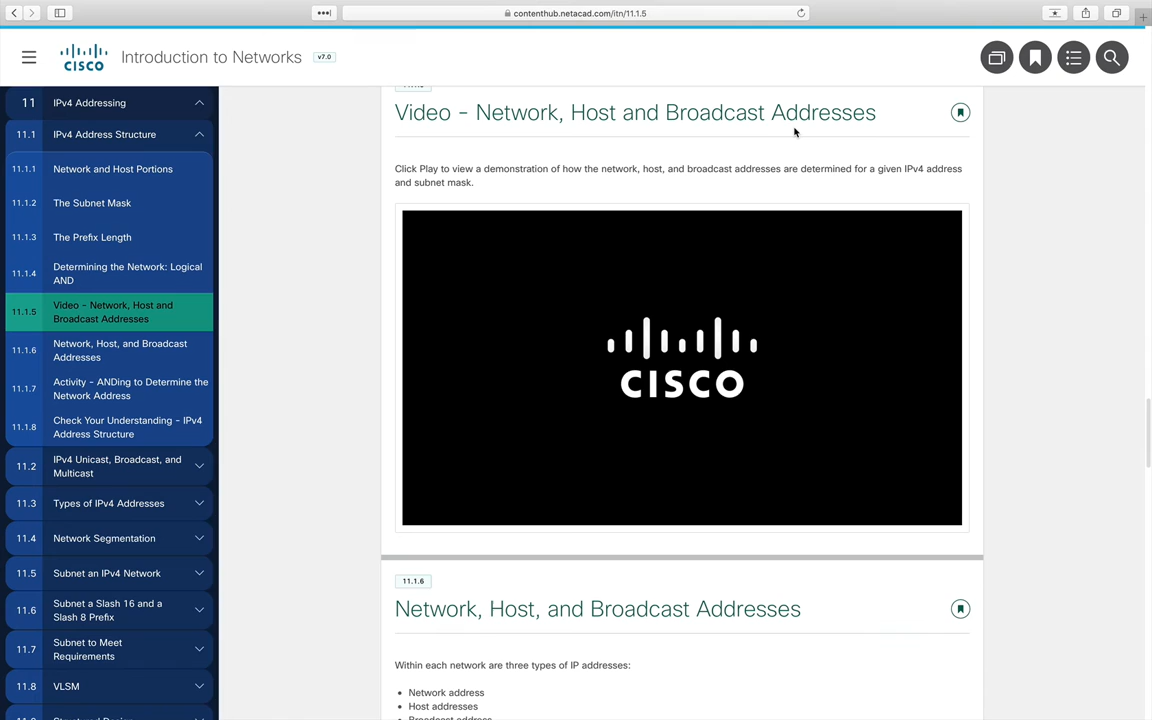 contenthub.netacad.com/itn/11.1.5
CISCO
Introduction to Networks
v7.0
11 IPv4 Addressing
11.1 IPv4 Address Structure
11.1.1 Network and Host Portions
11.1.2 The Subnet Mask
11.1.3 The Prefix Length
11.1.4 Determining the Network: Logical
AND
11.1.5 Video - Network, Host and
Broadcast Addresses
11.1.6 Network, Host, and Broadcast
Addresses
11.1.7 Activity - ANDing to Determine the
Network Address
11.1.8 Check Your Understanding - IPv4
Address Structure
11.2 IPv4 Unicast, Broadcast, and
Multicast
11.3 Types of IPv4 Addresses
11.4 Network Segmentation
11.5 Subnet an IPv4 Network
11.6 Subnet a Slash 16 and a
Slash 8 Prefix
11.7 Subnet to Meet
Requirements
11.8 VLSM
Video - Network, Host and Broadcast Addresses
Click Play to view a demonstration of how the network, host, and broadcast addresses are determined for a given IPv4 address
and subnet mask.
CISCO
11.1.6
Network, Host, and Broadcast Addresses
Within each network are three types of IP addresses:
• Network address
• Host addresses
• Broadcast address